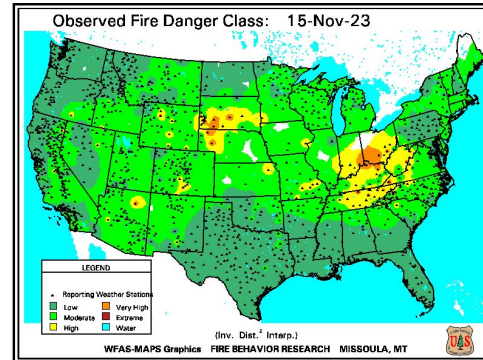 Observed Fire Danger Class: 15-Nov-23
LEGEND
Reporting Weather Stations
Low
Moderate
High
Very High
Extreme
Water
(Inv. Dist.² Interp.)
WFAS-MAPS Graphics FIRE BEHAVIOR RESEARCH MISSOULA, MT